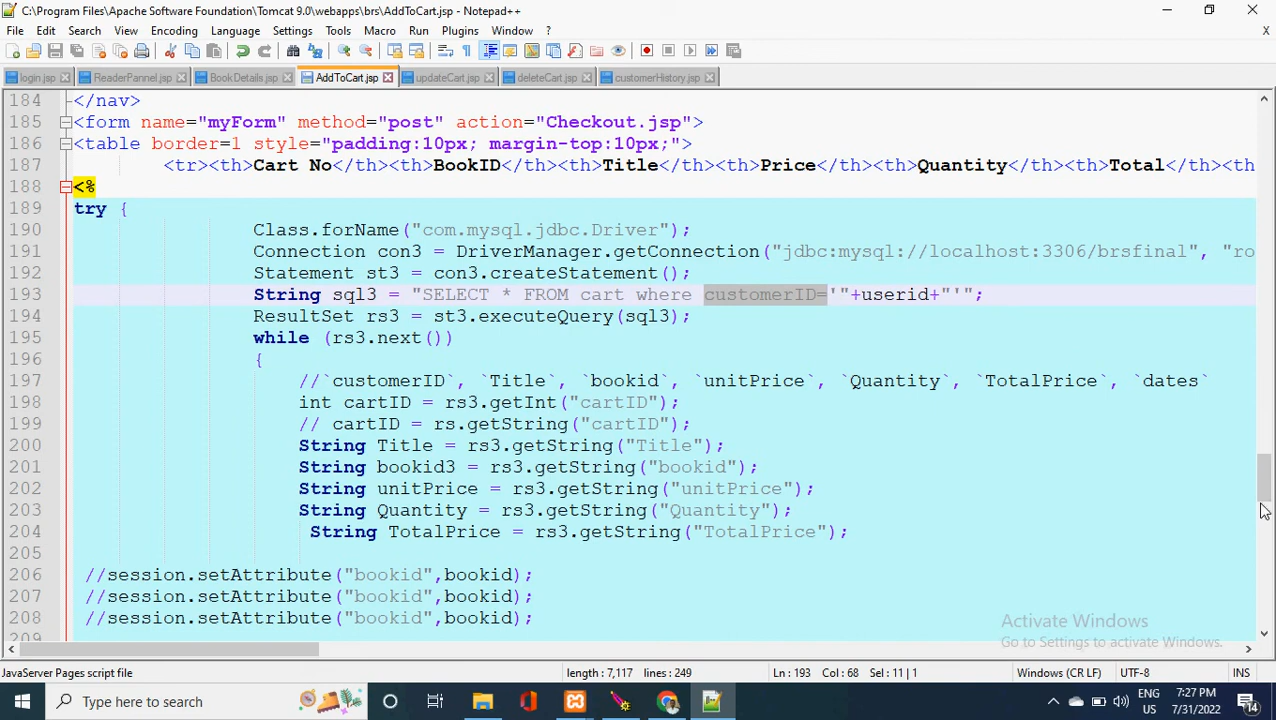 C:\Program Files\Apache Software Foundation\Tomcat 9.0\webapps\brs\AddToCart.jsp - Notepad++
File Edit Search View Encoding Language Settings Tools Macro Run Plugins Window ? X
login.jsp ReaderPannel.jsp BookDetails.jsp AddToCart.jsp updateCart.jsp deleteCart.jsp customerHistory.jsp
184 </nav>
185 <form name="myForm" method="post" action="Checkout.jsp">
186 <table border=1 style="padding:10px; margin-top:10px;">
187 <tr><th>Cart No</th><th>BookID</th><th>Title</th><th>Price</th><th>Quantity</th><th>Total</th><th
188 <%
189 try {
190 Class.forName("com.mysql.jdbc.Driver");
191 Connection con3 = DriverManager.getConnection("jdbc:mysql://localhost:3306/brsfinal", "ro
192 Statement st3 = con3.createStatement();
193 String sql3 = "SELECT * FROM cart where customerID='"+userid+"'";
194 ResultSet rs3 = st3.executeQuery(sql3);
195 while (rs3.next())
196 {
197 //`customerID`, `Title`, `bookid`, `unitPrice`, `Quantity`, `TotalPrice`, `dates`
198 int cartID = rs3.getInt("cartID");
199 // cartID = rs.getString("cartID");
200 String Title = rs3.getString("Title");
201 String bookid3 = rs3.getString("bookid");
202 String unitPrice = rs3.getString("unitPrice");
203 String Quantity = rs3.getString("Quantity");
204 String TotalPrice = rs3.getString("TotalPrice");
205
206 //session.setAttribute("bookid",bookid);
207 //session.setAttribute("bookid",bookid);
208 //session.setAttribute("bookid",bookid);
209
Activate Windows
Go to Settings to activate Windows.
JavaServer Pages script file length : 7,117 lines : 249 Ln : 193 Col : 68 Sel : 11 | 1 Windows (CR LF) UTF-8 INS
Type here to search ENG US 7:27 PM 7/31/2022 14